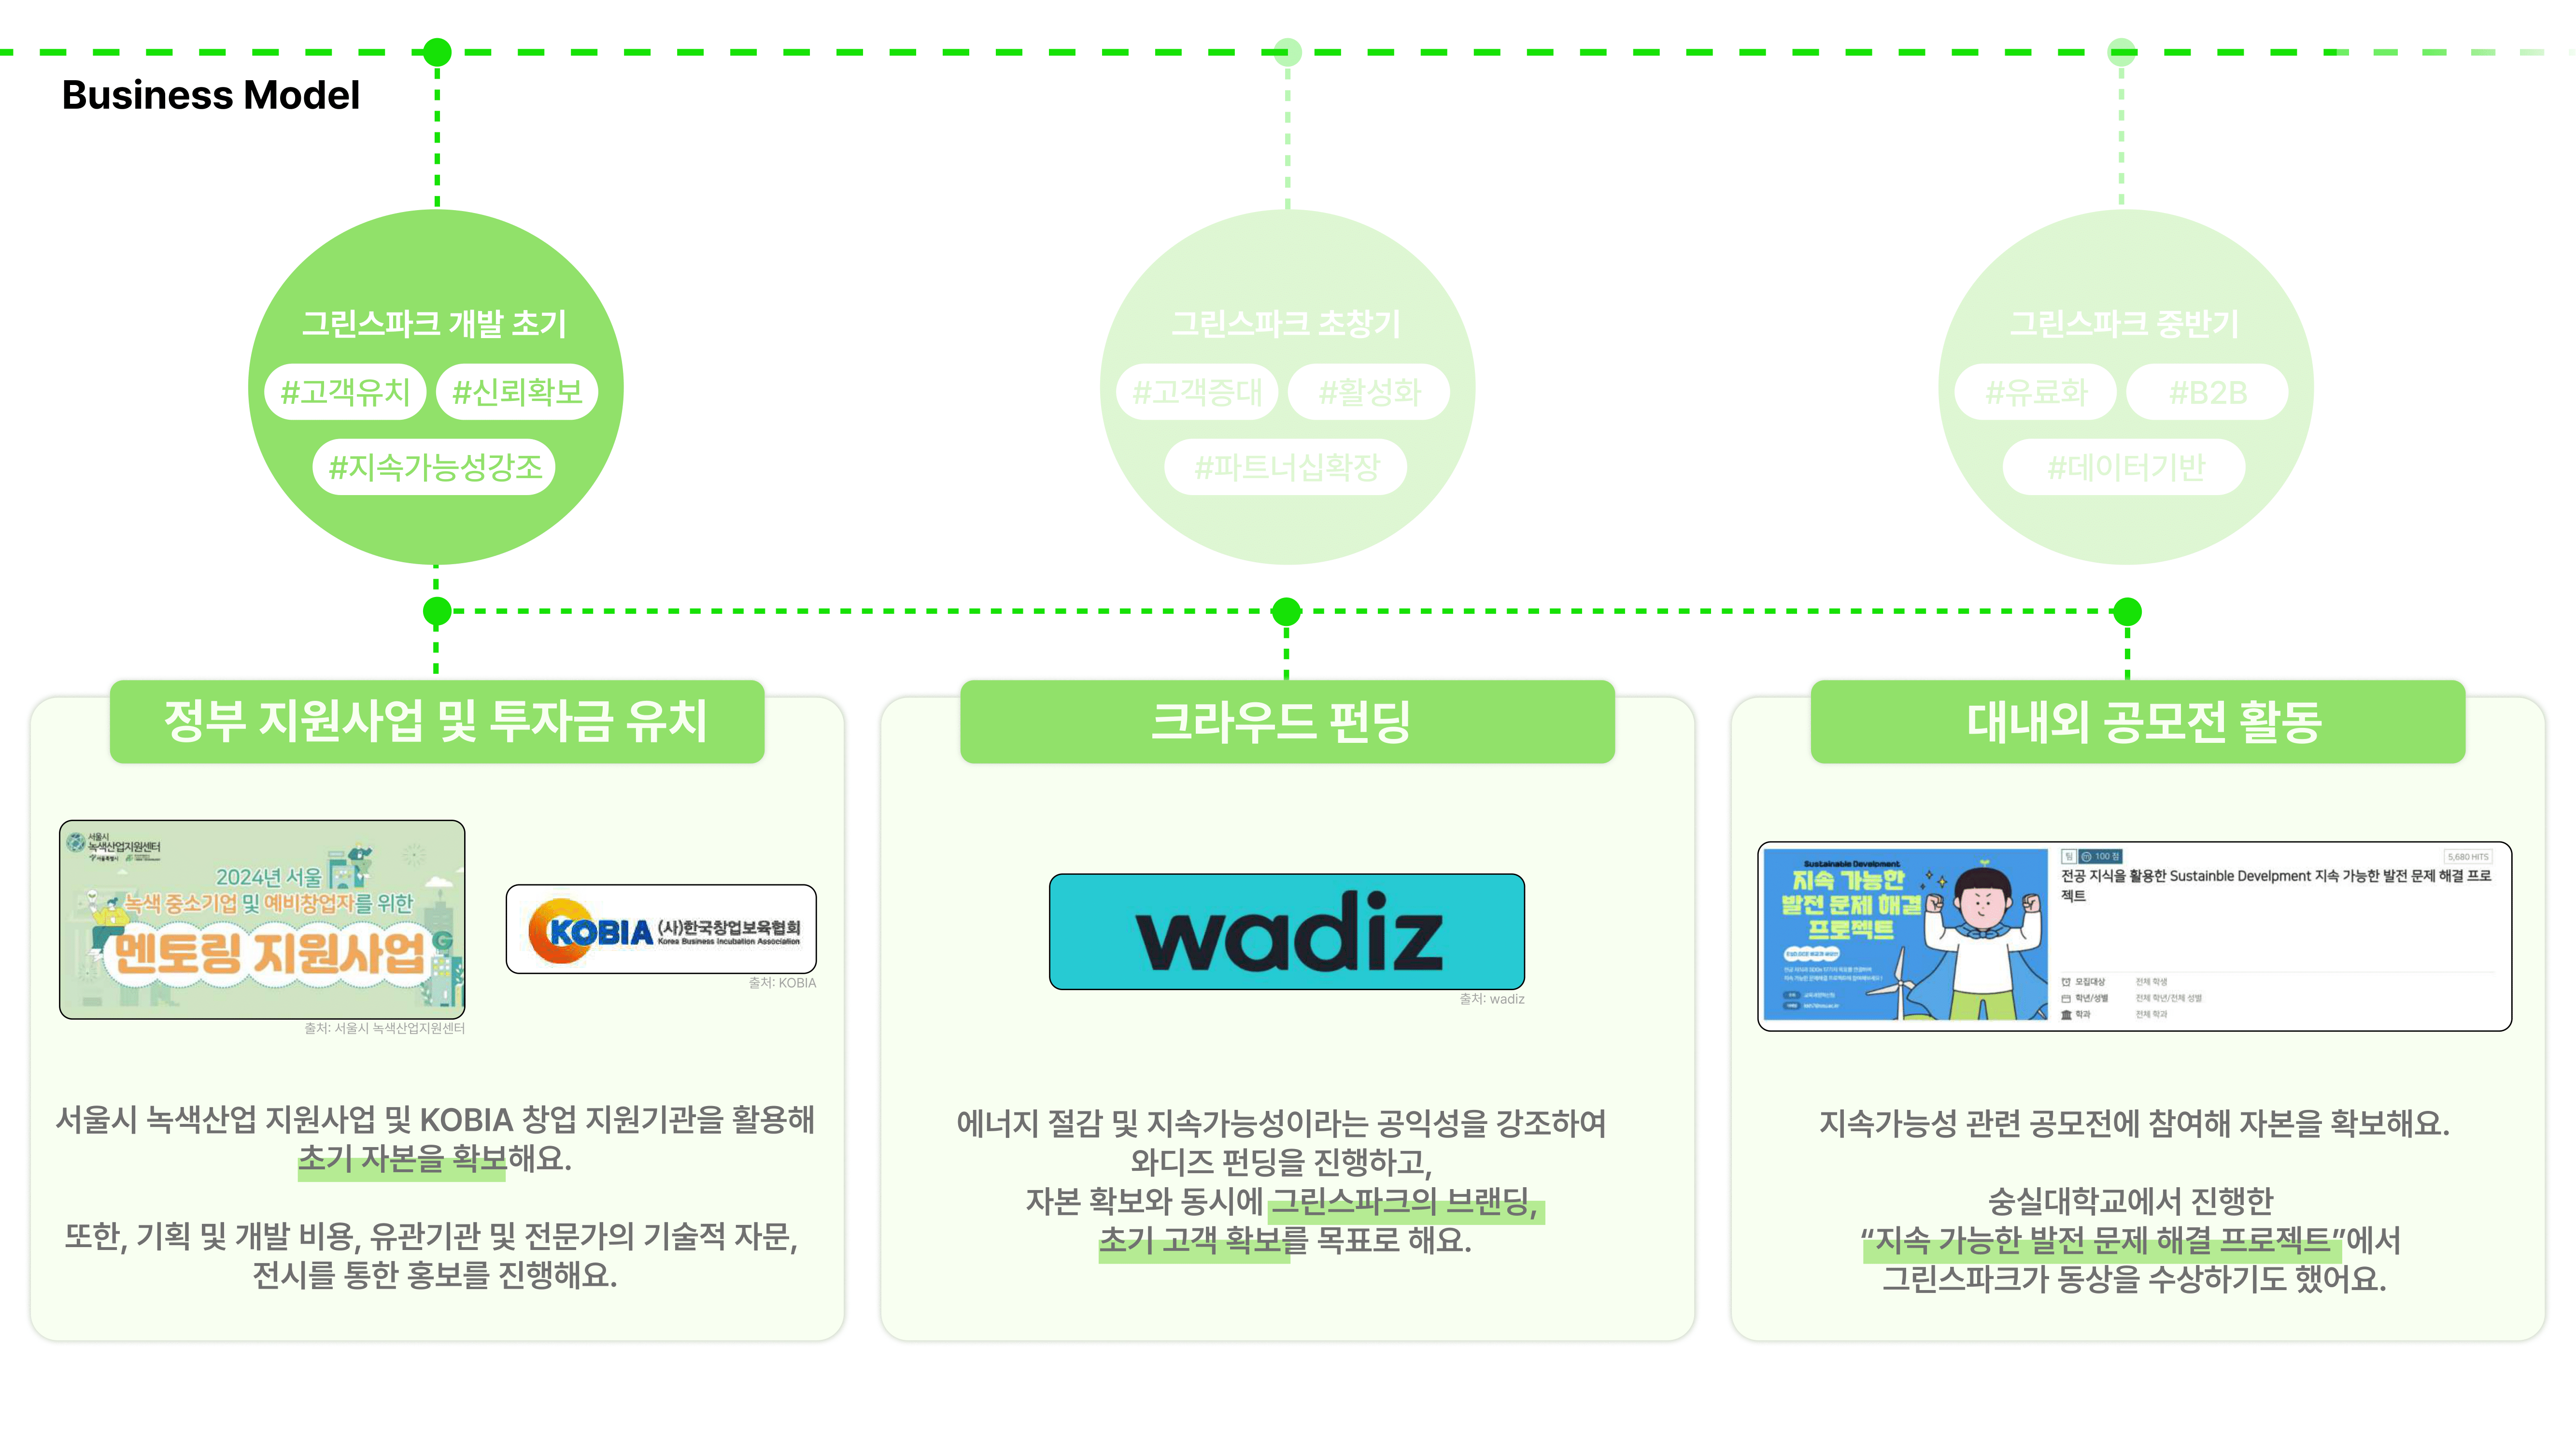 Business Model
그린스파크 개발 초기
#고객유치 #신뢰확보
#지속가능성강조
그린스파크 초창기
#고객증대 #활성화
#파트너십확장
그린스파크 중반기
#유료화 #B2B
#데이터기반
정부 지원사업 및 투자금 유치
서울시
녹색산업지원센터
2024년 서울
녹색 중소기업 및 예비창업자를 위한
멘토링 지원사업
출처: 서울시 녹색산업지원센터
KOBIA (사)한국창업보육협회
Korea Business Incubation Association
출처: KOBIA
서울시 녹색산업 지원사업 및 KOBIA 창업 지원기관을 활용해
초기 자본을 확보해요.
또한, 기획 및 개발 비용, 유관기관 및 전문가의 기술적 자문,
전시를 통한 홍보를 진행해요.
크라우드 펀딩
wadiz
출처: wadiz
에너지 절감 및 지속가능성이라는 공익성을 강조하여
와디즈 펀딩을 진행하고,
자본 확보와 동시에 그린스파크의 브랜딩,
초기 고객 확보를 목표로 해요.
대내외 공모전 활동
Sustainable Develpment
지속 가능한
발전 문제 해결
프로젝트
팀 100 점
5,680 HITS
전공 지식을 활용한 Sustainble Develpment 지속 가능한 발전 문제 해결 프로
젝트
모집대상 전체 학생
학년/성별 전체 학년/전체 성별
학과 전체 학과
지속가능성 관련 공모전에 참여해 자본을 확보해요.
숭실대학교에서 진행한
“지속 가능한 발전 문제 해결 프로젝트”에서
그린스파크가 동상을 수상하기도 했어요.